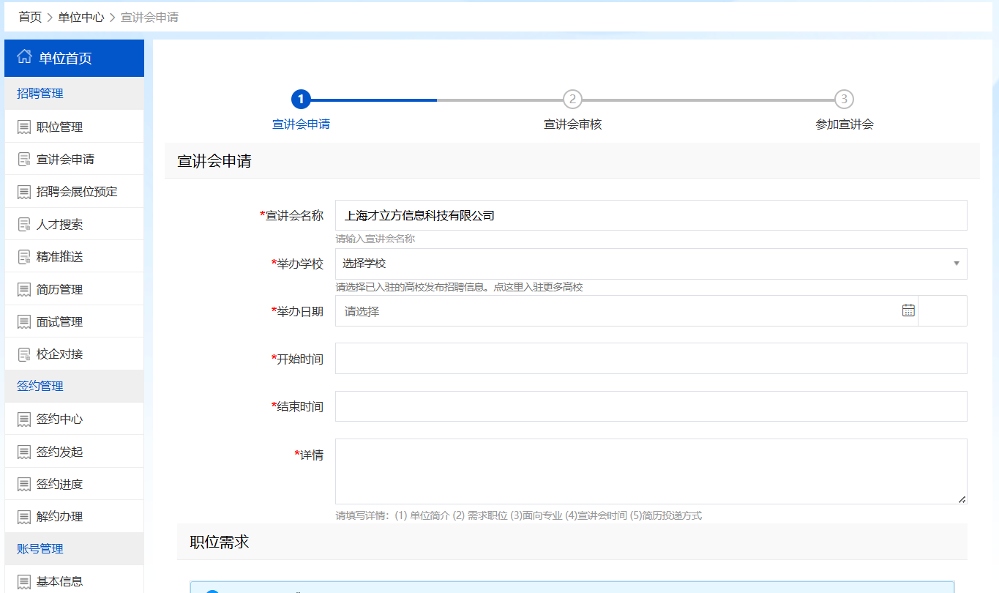 首页 > 单位中心 > 宣讲会申请
单位首页
招聘管理
职位管理
宣讲会申请
招聘会展位预定
人才搜索
精准推送
简历管理
面试管理
校企对接
签约管理
签约中心
签约发起
签约进度
解约办理
账号管理
基本信息
1
2
3
宣讲会申请
宣讲会审核
参加宣讲会
宣讲会申请
*宣讲会名称
上海才立方信息科技有限公司
请输入宣讲会名称
*举办学校
选择学校
请选择已入驻的高校发布招聘信息。点这里入驻更多高校
*举办日期
请选择
*开始时间
*结束时间
*详情
请填写详情：(1) 单位简介 (2) 需求职位 (3)面向专业 (4)宣讲会时间 (5)简历投递方式
职位需求